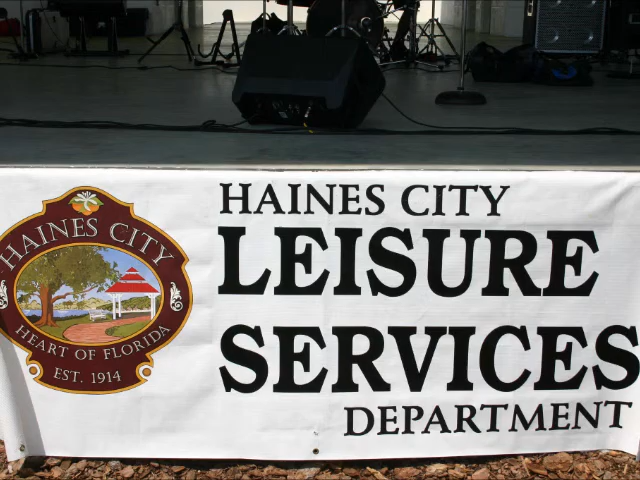 HAINES CITY
HEART OF FLORIDA
EST. 1914
HAINES CITY
LEISURE
SERVICES
DEPARTMENT